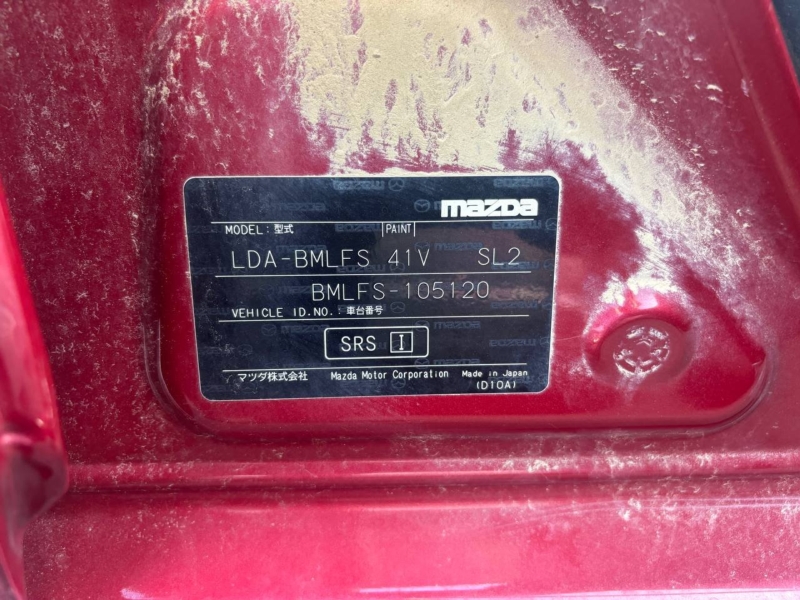 mazda
MODEL: 型式 PAINT
LDA-BMLFS 41V SL2
BMLFS-105120
VEHICLE ID.NO.: 車台番号
SRS I
マツダ株式会社 Mazda Motor Corporation Made in Japan
(D10A)